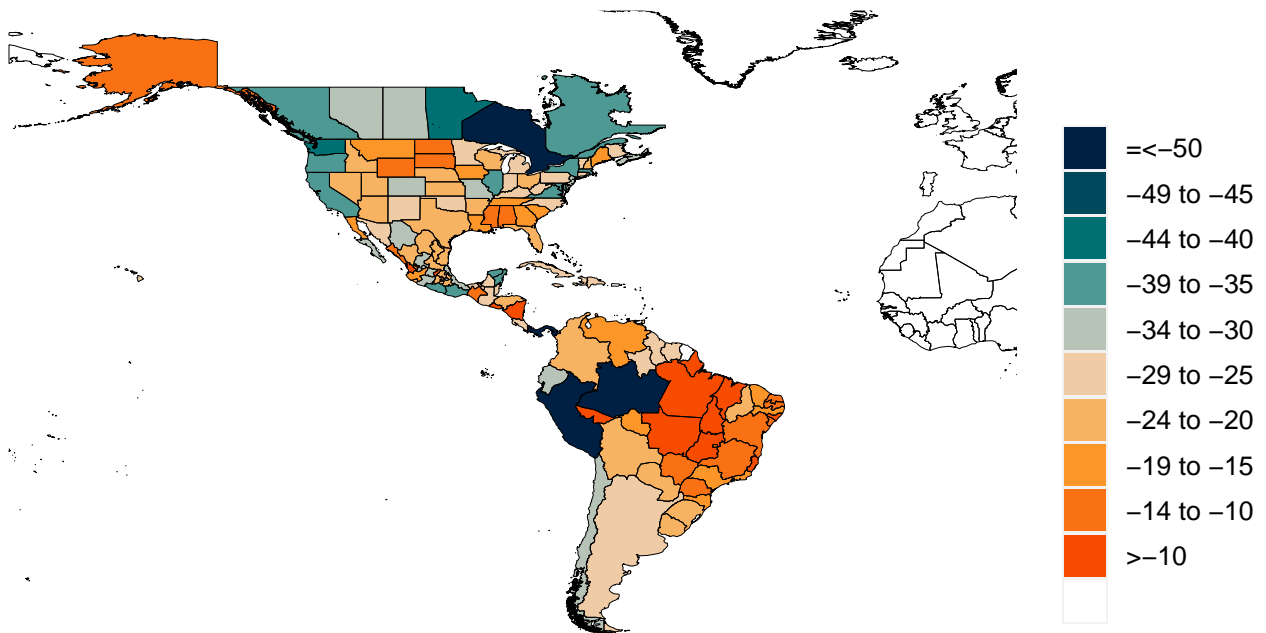 =<−50
−49 to −45
−44 to −40
−39 to −35
−34 to −30
−29 to −25
−24 to −20
−19 to −15
−14 to −10
>−10